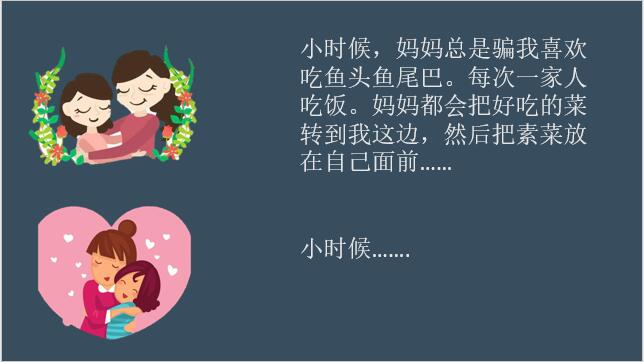 小时候，妈妈总是骗我喜欢
吃鱼头鱼尾巴。每次一家人
吃饭。妈妈都会把好吃的菜
转到我这边，然后把素菜放
在自己面前……
小时候…….